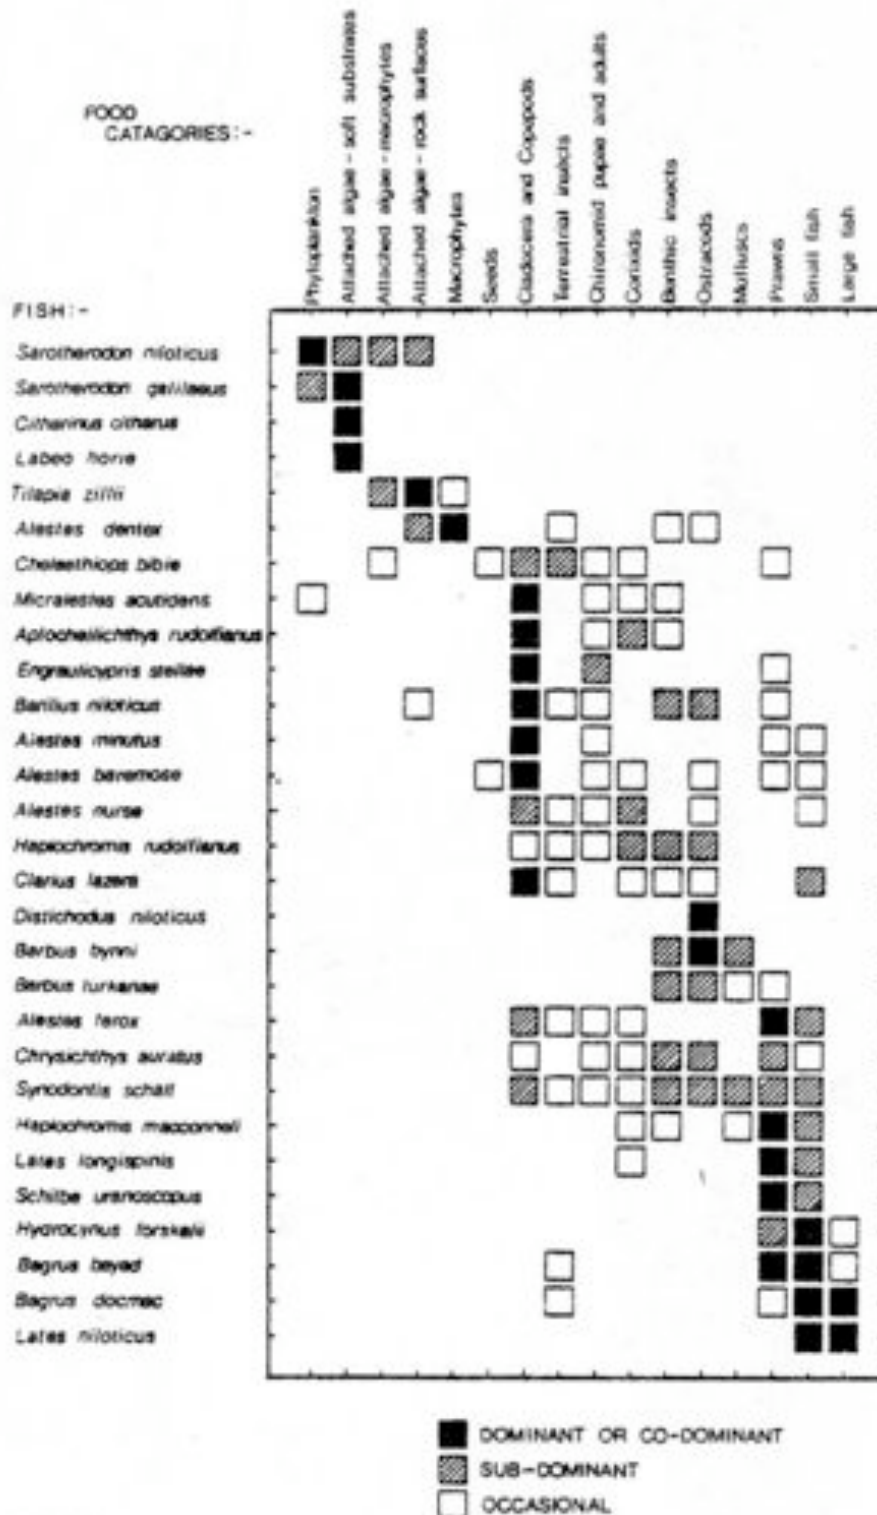 FOOD
CATAGORIES:-
Phytoplankton
Attached algae - soft substrates
Attached algae - macrophytes
Attached algae - rock surfaces
Macrophytes
Seeds
Cladocera and Copepods
Terrestrial insects
Chironomid pupae and adults
Corixids
Benthic insects
Ostracods
Molluscs
Prawns
Small fish
Large fish
FISH:-
Sarotherodon niloticus
Sarotherodon galilaeus
Citharinus citharus
Labeo horie
Tilapia zillii
Alestes dentex
Chelaethiops bibie
Micralestes acutidens
Aplocheilichthys rudolfianus
Engraulicypris stellae
Barilius niloticus
Alestes minutus
Alestes baremose
Alestes nurse
Haplochromis rudolfianus
Clarius lazera
Distichodus niloticus
Barbus bynni
Barbus turkanae
Alestes ferox
Chrysichthys auratus
Synodontis schall
Haplochromis macconneli
Lates longispinis
Schilbe uranoscopus
Hydrocynus forskalii
Bagrus bayad
Bagrus docmac
Lates niloticus
DOMINANT OR CO-DOMINANT
SUB-DOMINANT
OCCASIONAL